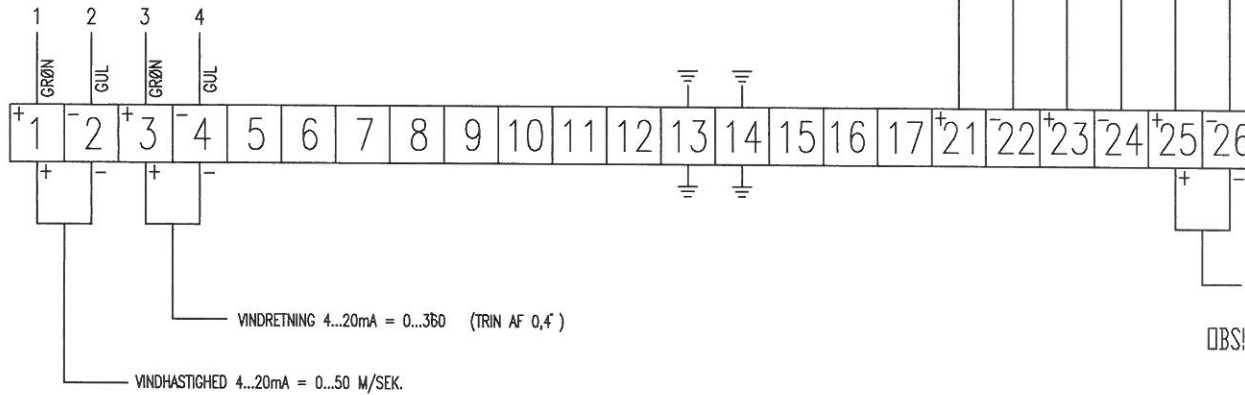 1 2 3 4
GRØN GUL GRØN GUL
+1 -2 +3 -4 5 6 7 8 9 10 11 12 13 14 15 16 17 +21 -22 +23 -24 +25 -26
+ - + - + -
VINDRETNING 4...20mA = 0...360 (TRIN AF 0,4°)
OBS!
VINDHASTIGHED 4...20mA = 0...50 M/SEK.